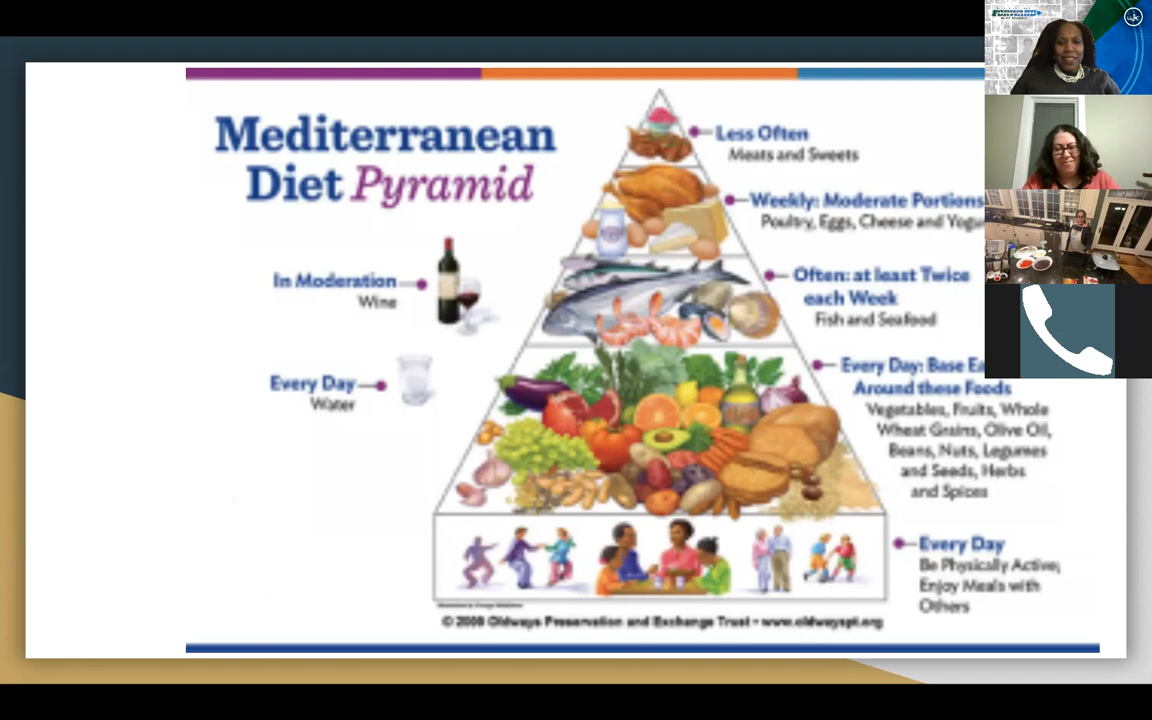 Mediterranean
Diet Pyramid
Less Often
Meats and Sweets
Weekly: Moderate Portions
Poultry, Eggs, Cheese and
In Moderation
Wine
Often: at least Twice
each Week
Fish and Seafood
Every Day
Water
Every Day: Base
Around these Foods
Vegetables, Fruits, Whole
Wheat Grains, Olive Oil,
Beans, Nuts, Legumes
and Seeds, Herbs
and Spices
Every Day
Be Physically Active;
Enjoy Meals with
Others
© 2008 Oldways Preservation and Exchange Trust • www.oldwayspt.org
FORWARD